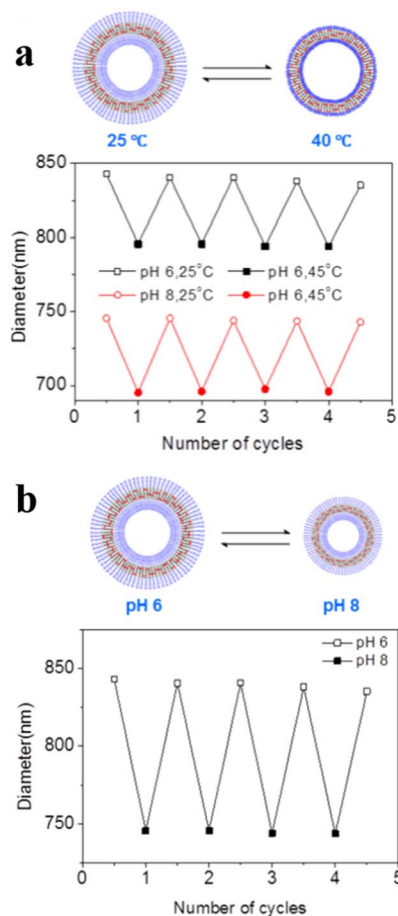 a
25 ℃ 40 ℃
850
800
750
700
Diameter(nm)
pH 6,25°C pH 6,45°C
pH 8,25°C pH 6,45°C
0 1 2 3 4 5
Number of cycles
b
pH 6 pH 8
850
800
750
Diameter(nm)
pH 6
pH 8
0 1 2 3 4 5
Number of cycles